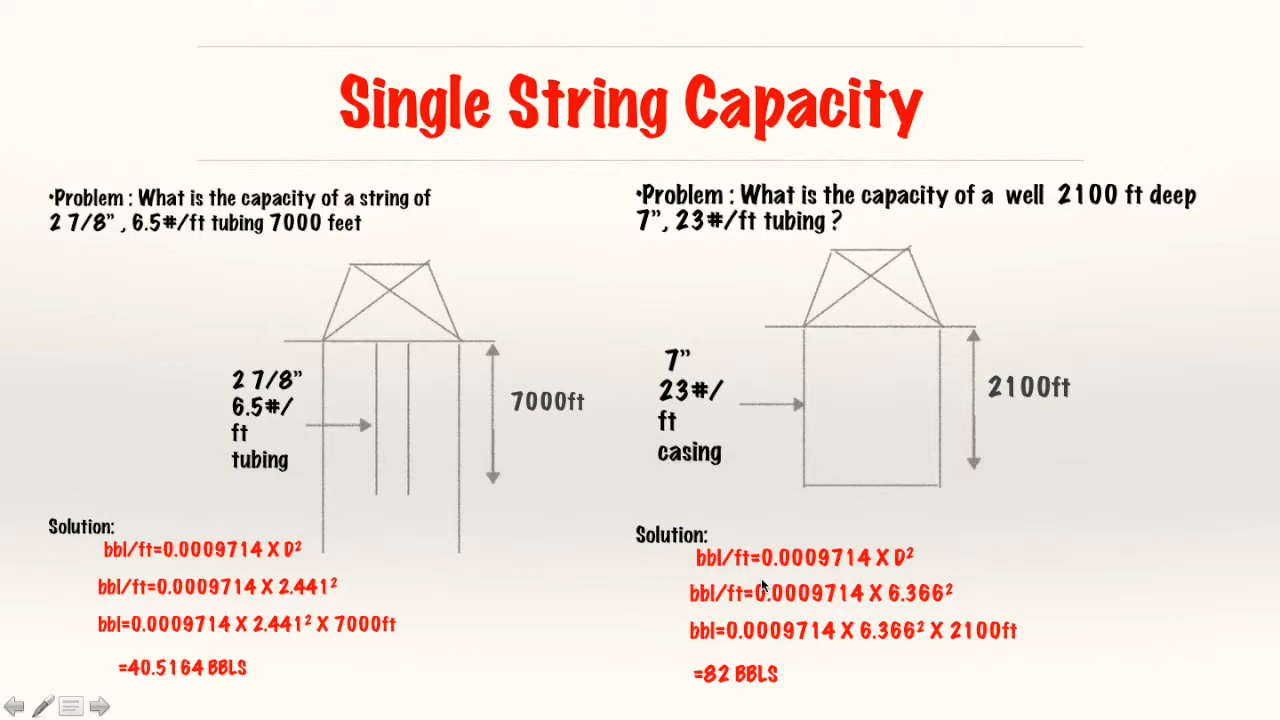 Single String Capacity
•Problem : What is the capacity of a string of
2 7/8” , 6.5#/ft tubing 7000 feet
2 7/8”
6.5#/
ft
tubing
7000ft
Solution:
bbl/ft=0.0009714 X D²
bbl/ft=0.0009714 X 2.441²
bbl=0.0009714 X 2.441² X 7000ft
=40.5164 BBLS
•Problem : What is the capacity of a well 2100 ft deep
7”, 23#/ft tubing ?
7”
23#/
ft
casing
2100ft
Solution:
bbl/ft=0.0009714 X D²
bbl/ft=0.0009714 X 6.366²
bbl=0.0009714 X 6.366² X 2100ft
=82 BBLS